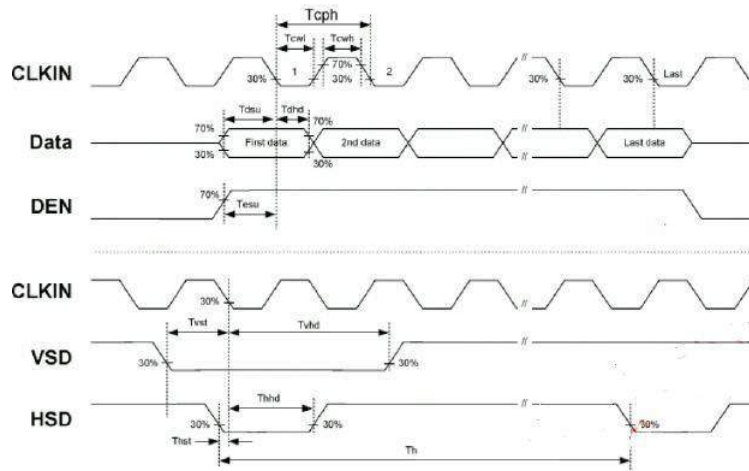 Tcph
Tcwl Tcwh
CLKIN 30% 1 70% 30% 2 // 30% 30% Last
Tdsu Tdhd
70% 70%
Data First data 2nd data // Last data
30% 30%
//
DEN 70% Tesu
CLKIN 30% //
Tvst Tvhd //
VSD 30% 30%
Thhd //
HSD 30% 30% 30%
Thst Th